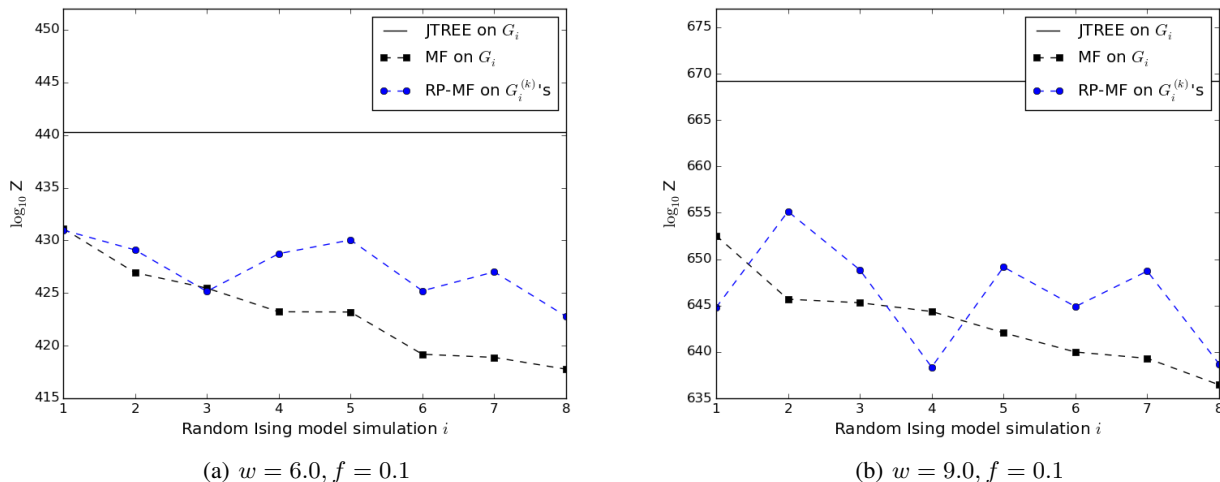 450
445
440
435
430
425
420
415
log₁₀ Z
1 2 3 4 5 6 7 8
Random Ising model simulation i
JTREE on Gᵢ
MF on Gᵢ
RP-MF on Gᵢ⁽ᵏ⁾'s
(a) w = 6.0, f = 0.1
675
670
665
660
655
650
645
640
635
log₁₀ Z
1 2 3 4 5 6 7 8
Random Ising model simulation i
JTREE on Gᵢ
MF on Gᵢ
RP-MF on Gᵢ⁽ᵏ⁾'s
(b) w = 9.0, f = 0.1